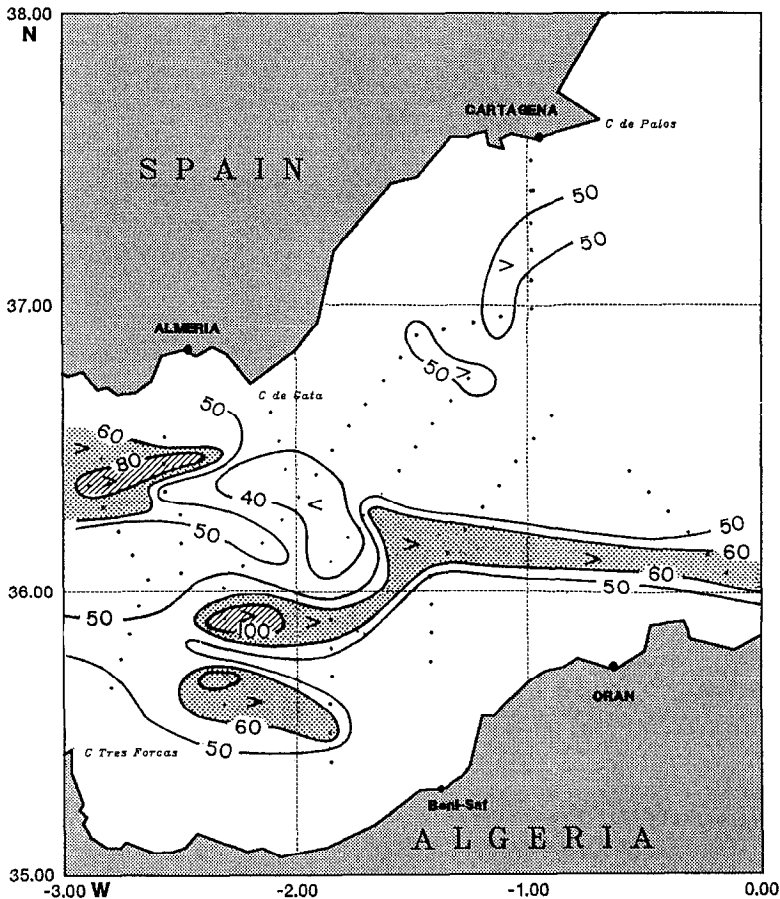 38.00
N
CARTAGENA
C de Palos
SPAIN
50
50
37.00
ALMERIA
50
C de Gata
50
60
80
40
50
50
60
36.00
60
50
50
100
ORAN
60
50
C Tres Forcas
Beni-Saf
ALGERIA
35.00
-3.00 W
-2.00
-1.00
0.00